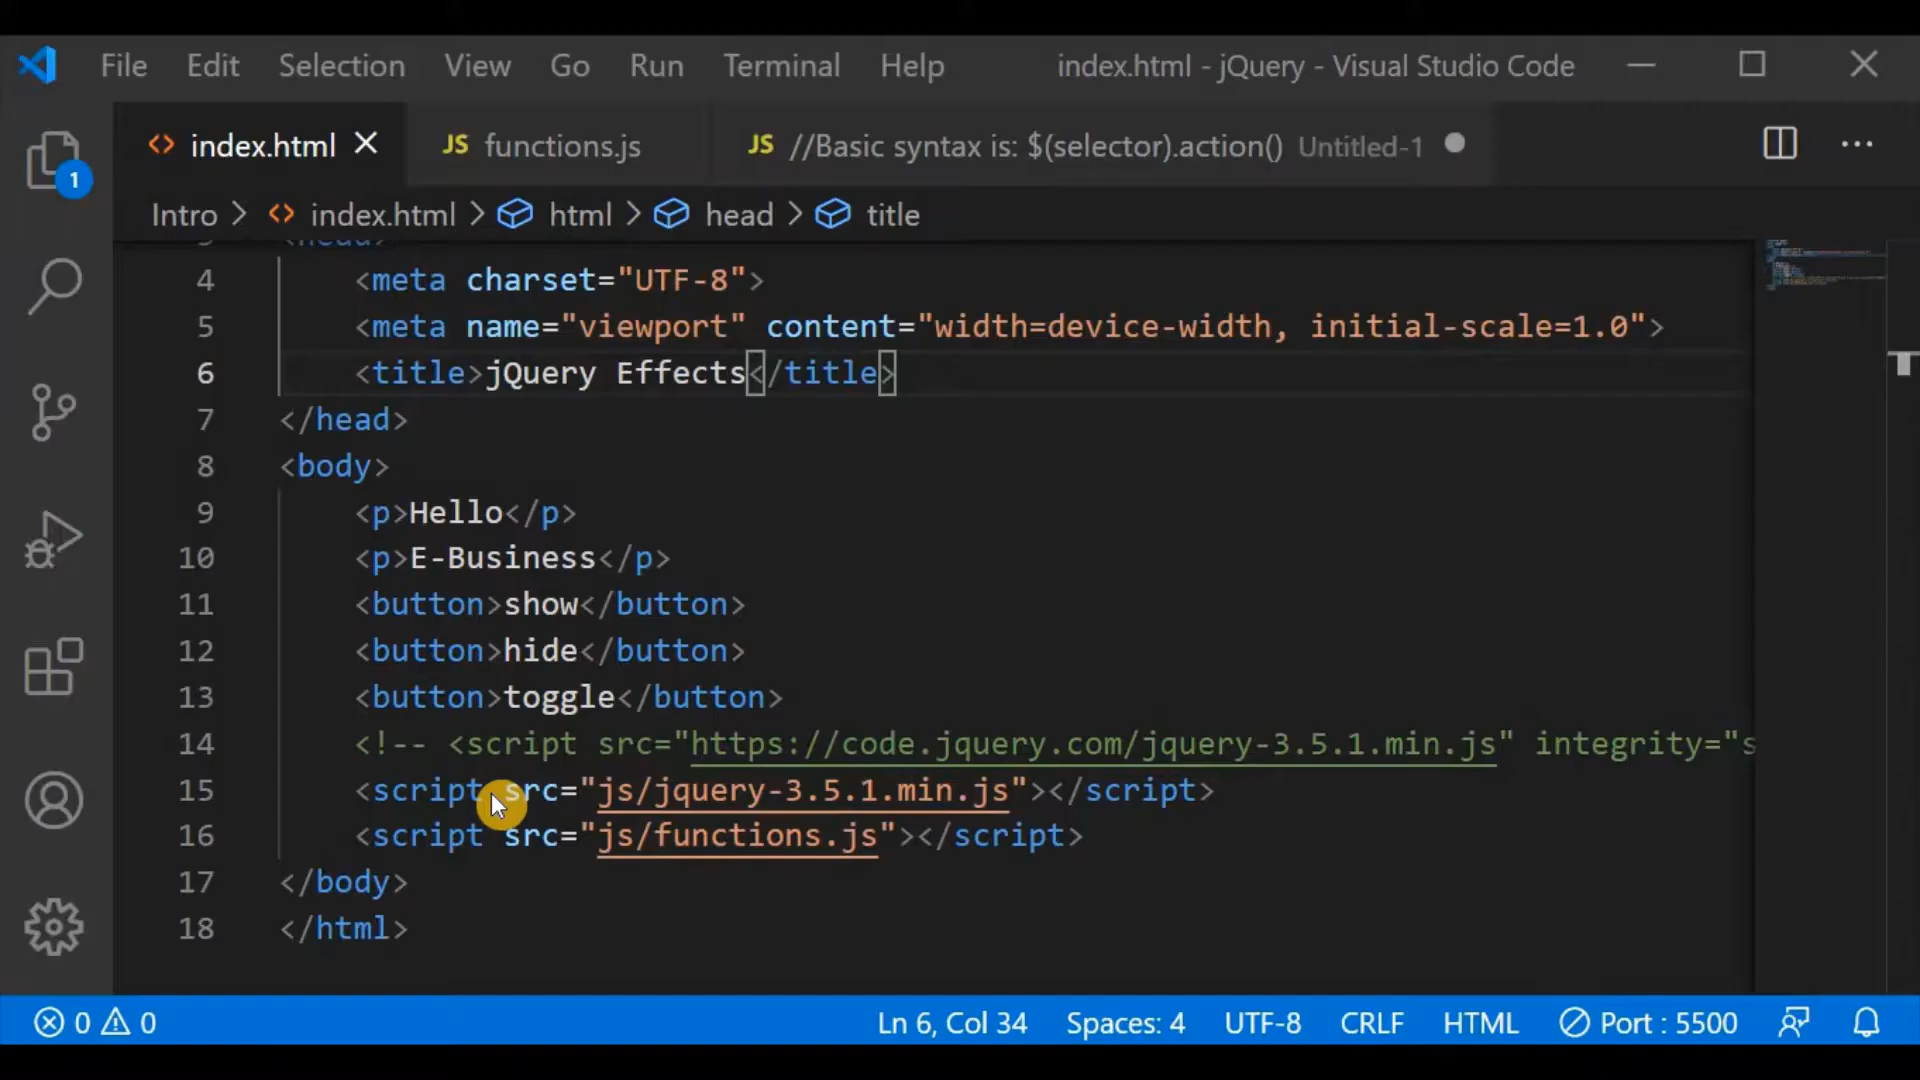 File Edit Selection View Go Run Terminal Help index.html - jQuery - Visual Studio Code
index.html JS functions.js JS //Basic syntax is: $(selector).action() Untitled-1
1
Intro > index.html > html > head > title
4 <meta charset="UTF-8">
5 <meta name="viewport" content="width=device-width, initial-scale=1.0">
6 <title>jQuery Effects</title>
7 </head>
8 <body>
9 <p>Hello</p>
10 <p>E-Business</p>
11 <button>show</button>
12 <button>hide</button>
13 <button>toggle</button>
14 <!-- <script src="https://code.jquery.com/jquery-3.5.1.min.js" integrity="s
15 <script src="js/jquery-3.5.1.min.js"></script>
16 <script src="js/functions.js"></script>
17 </body>
18 </html>
0 0 Ln 6, Col 34 Spaces: 4 UTF-8 CRLF HTML Port : 5500